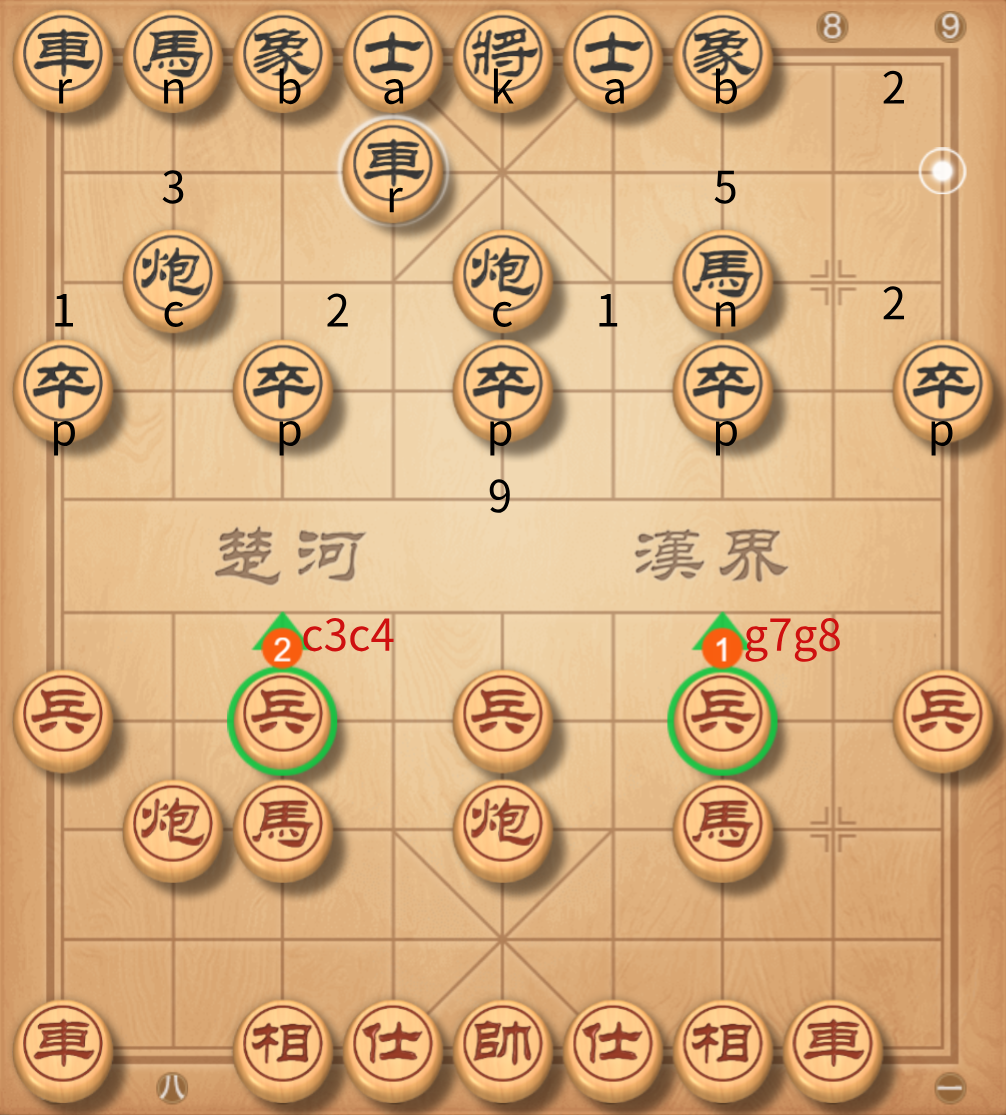 8 9
車 馬 象 士 將 士 象
r n b a k a b 2
車
3 r 5
炮 炮 馬
1 c 2 c 1 n 2
卒 卒 卒 卒 卒
p p p p p
9
楚河 漢界
2 c3c4 1 g7g8
兵 兵 兵 兵 兵
炮 馬 炮 馬
車 相 仕 帥 仕 相 車
八 一